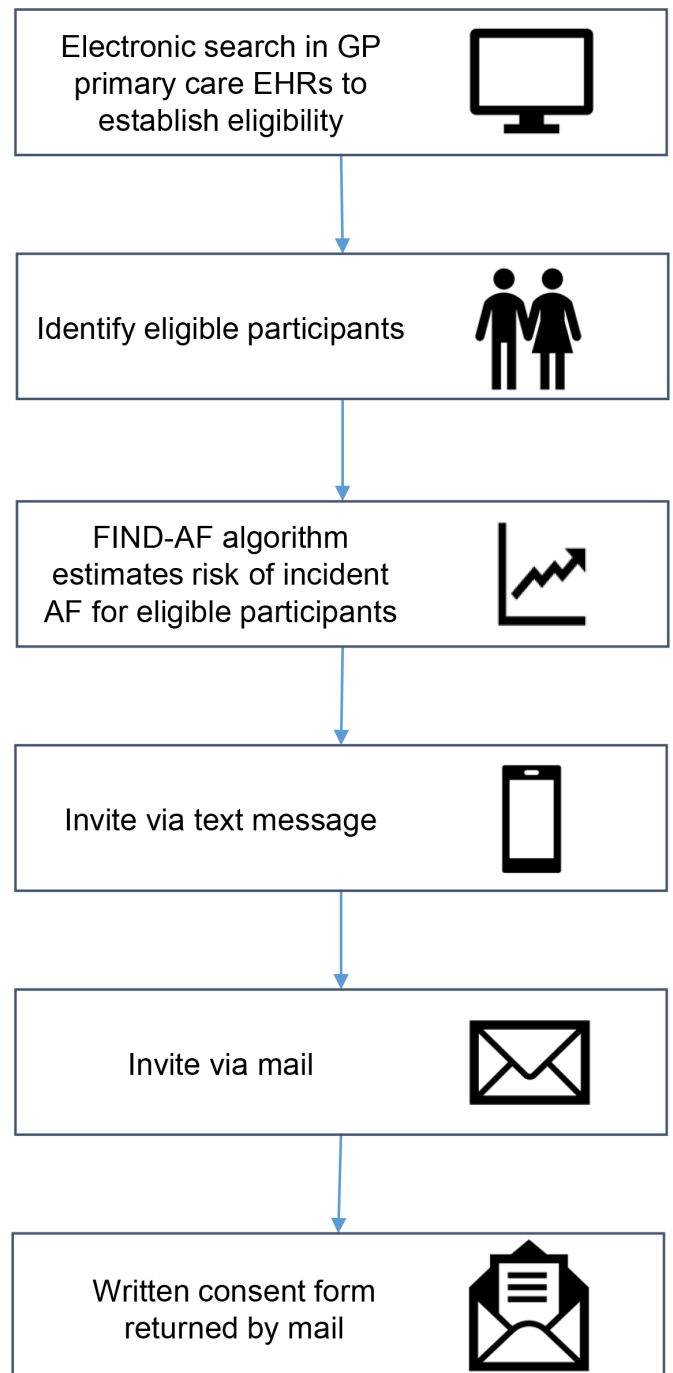 Electronic search in GP
primary care EHRs to
establish eligibility
Identify eligible participants
FIND-AF algorithm
estimates risk of incident
AF for eligible participants
Invite via text message
Invite via mail
Written consent form
returned by mail